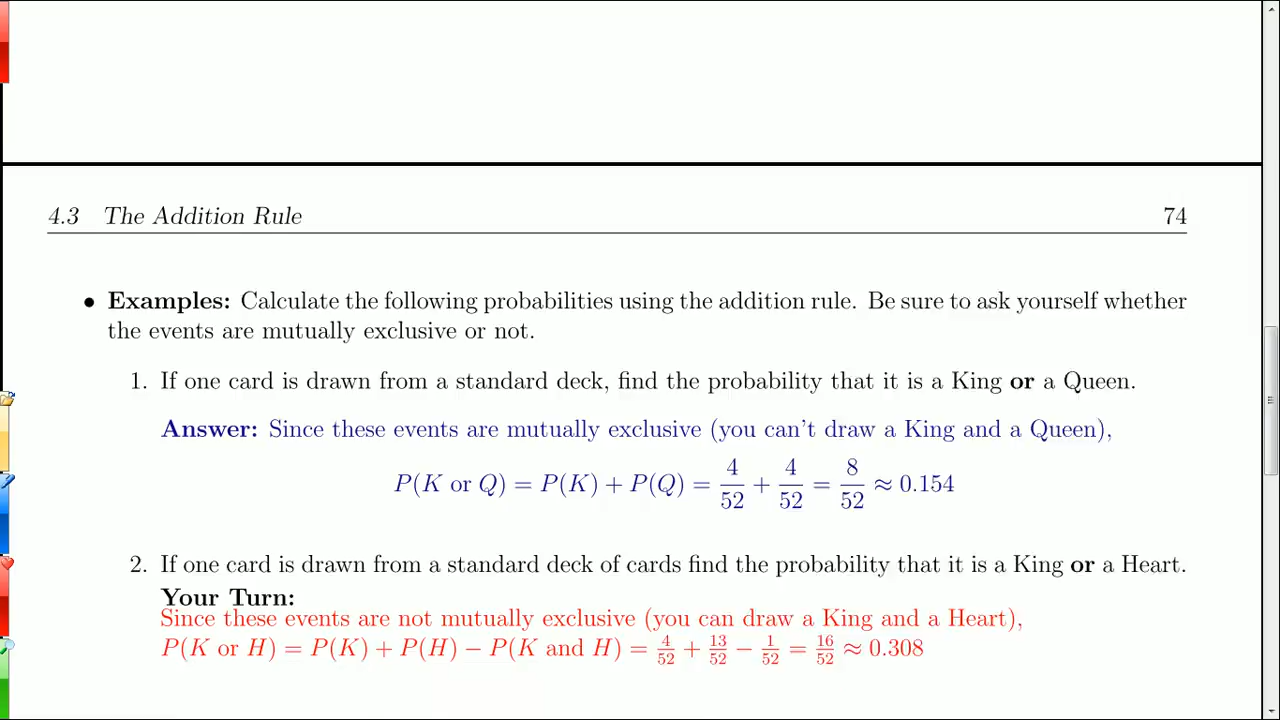 4.3 The Addition Rule 74
• Examples: Calculate the following probabilities using the addition rule. Be sure to ask yourself whether
the events are mutually exclusive or not.
1. If one card is drawn from a standard deck, find the probability that it is a King or a Queen.
Answer: Since these events are mutually exclusive (you can't draw a King and a Queen),
P(K or Q) = P(K) + P(Q) = 4/52 + 4/52 = 8/52 ≈ 0.154
2. If one card is drawn from a standard deck of cards find the probability that it is a King or a Heart.
Your Turn:
Since these events are not mutually exclusive (you can draw a King and a Heart),
P(K or H) = P(K) + P(H) − P(K and H) = 4/52 + 13/52 − 1/52 = 16/52 ≈ 0.308